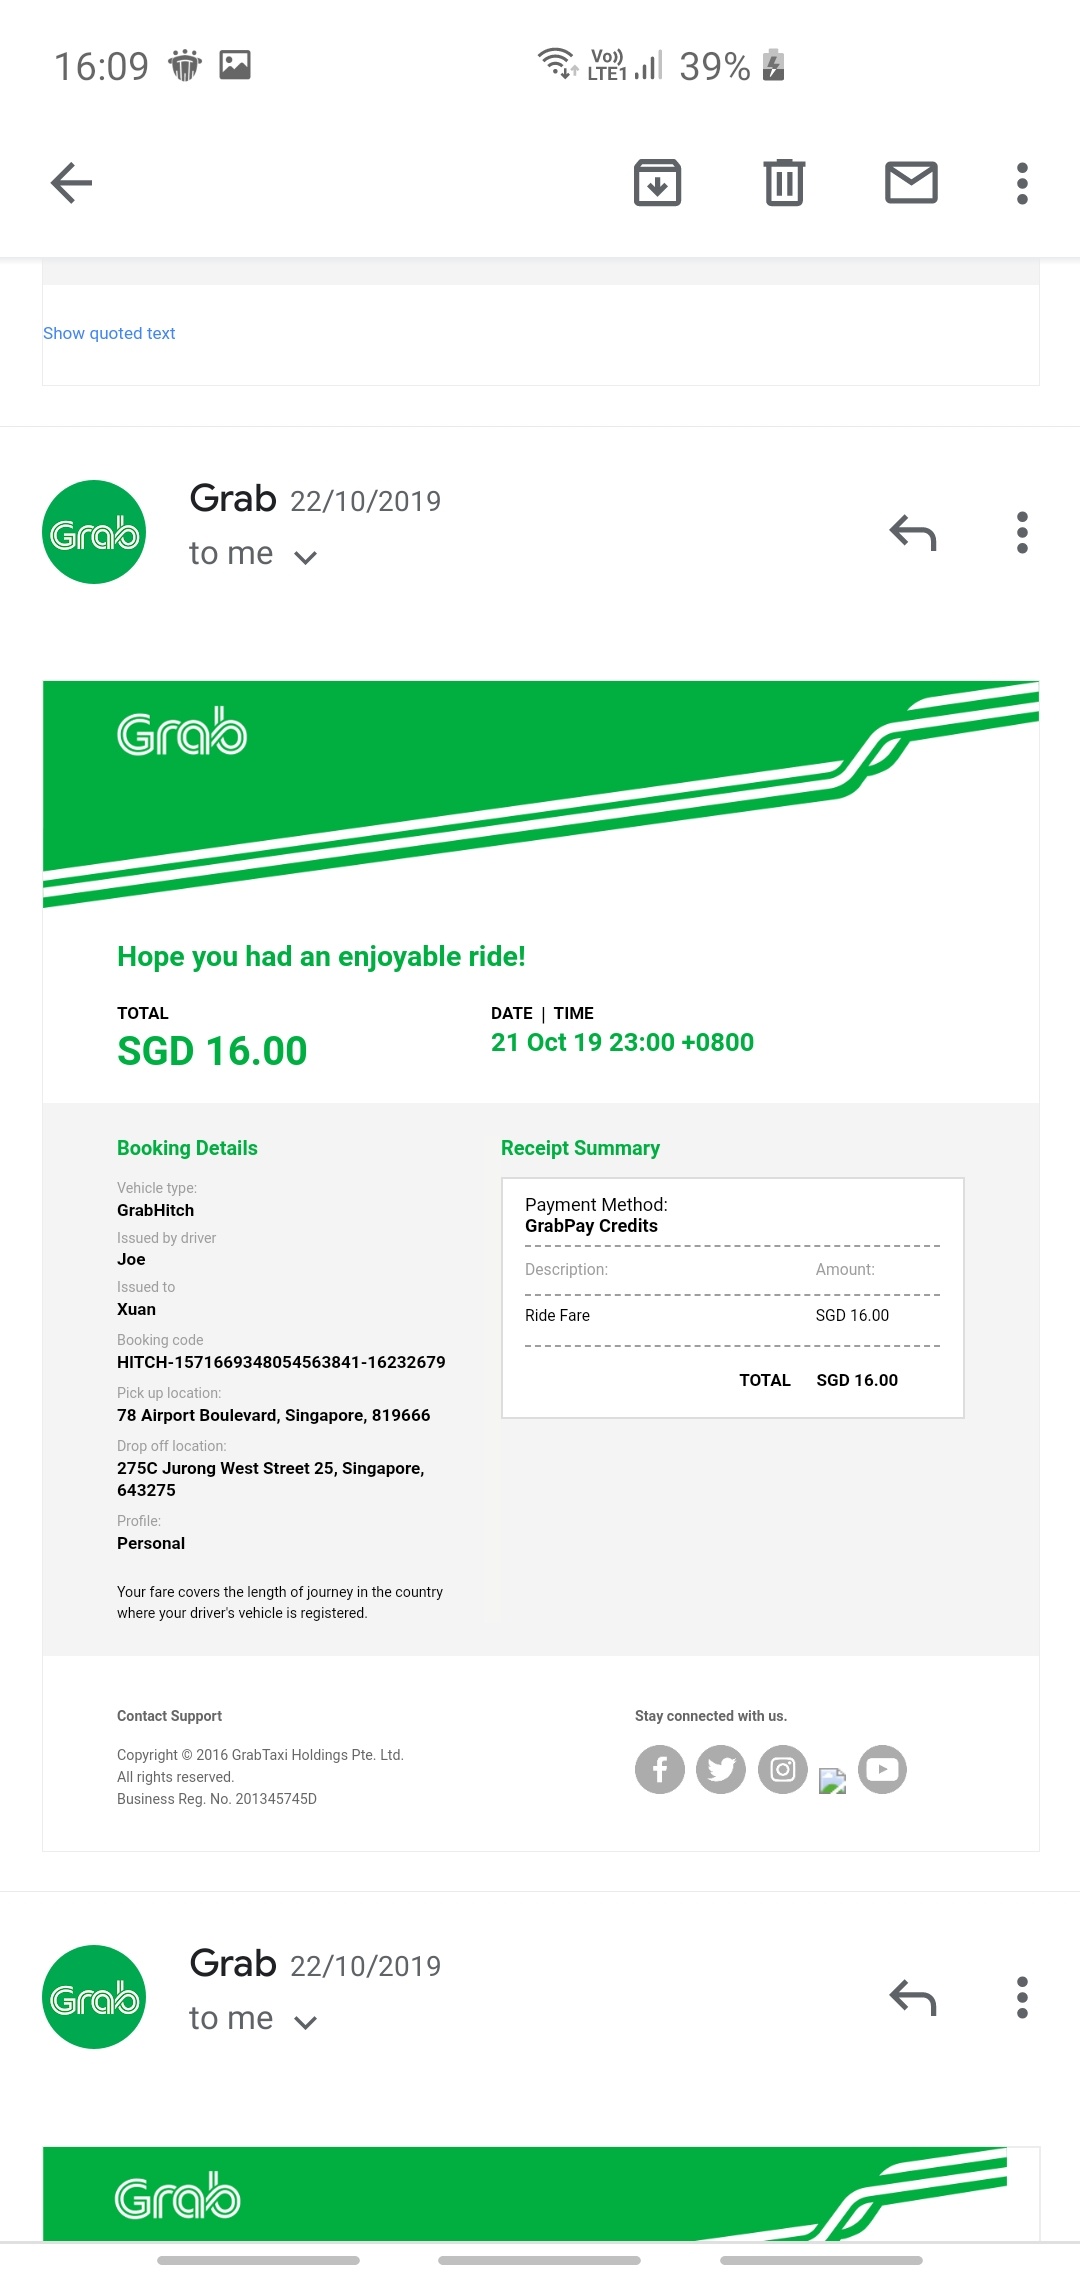 16:09
Vo))
LTE1
39%
Show quoted text
Grab
Grab 22/10/2019
to me
Grab
Hope you had an enjoyable ride!
TOTAL
SGD 16.00
DATE | TIME
21 Oct 19 23:00 +0800
Booking Details
Vehicle type:
GrabHitch
Issued by driver
Joe
Issued to
Xuan
Booking code
HITCH-1571669348054563841-16232679
Pick up location:
78 Airport Boulevard, Singapore, 819666
Drop off location:
275C Jurong West Street 25, Singapore,
643275
Profile:
Personal
Your fare covers the length of journey in the country
where your driver's vehicle is registered.
Receipt Summary
Payment Method:
GrabPay Credits
Description: Amount:
Ride Fare SGD 16.00
TOTAL SGD 16.00
Contact Support
Copyright © 2016 GrabTaxi Holdings Pte. Ltd.
All rights reserved.
Business Reg. No. 201345745D
Stay connected with us.
Grab
Grab 22/10/2019
to me
Grab